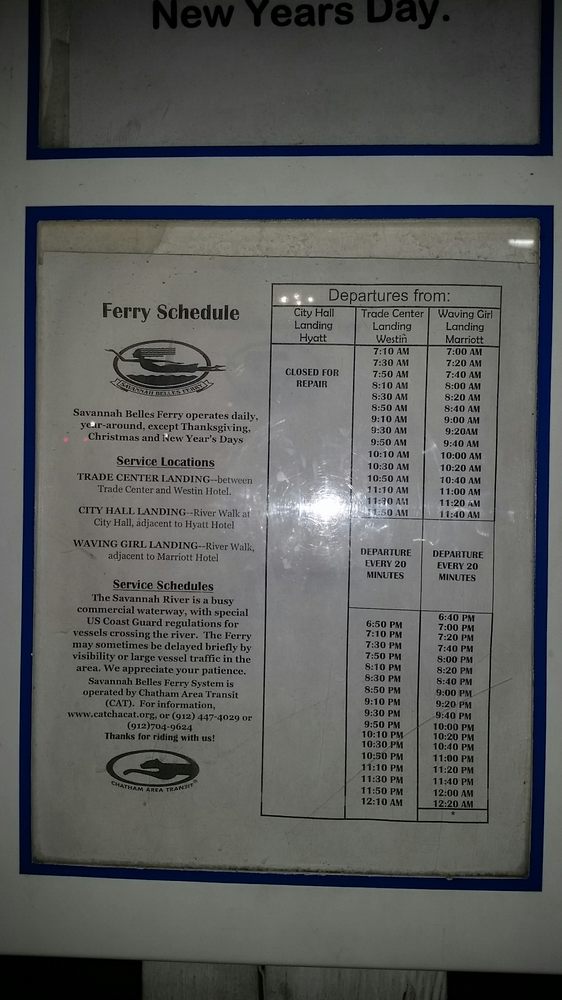 New Years Day.
Ferry Schedule
SAVANNAH BELLES FERRY
Savannah Belles Ferry operates daily,
year-around, except Thanksgiving,
Christmas and New Year's Days
Service Locations
TRADE CENTER LANDING--between
Trade Center and Westin Hotel.
CITY HALL LANDING--River Walk at
City Hall, adjacent to Hyatt Hotel
WAVING GIRL LANDING--River Walk,
adjacent to Marriott Hotel
Service Schedules
The Savannah River is a busy
commercial waterway, with special
US Coast Guard regulations for
vessels crossing the river. The Ferry
may sometimes be delayed briefly by
visibility or large vessel traffic in the
area. We appreciate your patience.
Savannah Belles Ferry System is
operated by Chatham Area Transit
(CAT). For information,
www.catchacat.org, or (912) 447-4029 or
(912)704-9624
Thanks for riding with us!
CHATHAM AREA TRANSIT
Departures from:
City Hall
Landing
Hyatt
CLOSED FOR
REPAIR
Trade Center
Landing
Westin
7:10 AM
7:30 AM
7:50 AM
8:10 AM
8:30 AM
8:50 AM
9:10 AM
9:30 AM
9:50 AM
10:10 AM
10:30 AM
10:50 AM
11:10 AM
11:30 AM
11:50 AM
DEPARTURE
EVERY 20
MINUTES
6:50 PM
7:10 PM
7:30 PM
7:50 PM
8:10 PM
8:30 PM
8:50 PM
9:10 PM
9:30 PM
9:50 PM
10:10 PM
10:30 PM
10:50 PM
11:10 PM
11:30 PM
11:50 PM
12:10 AM
Waving Girl
Landing
Marriott
7:00 AM
7:20 AM
7:40 AM
8:00 AM
8:20 AM
8:40 AM
9:00 AM
9:20AM
9:40 AM
10:00 AM
10:20 AM
10:40 AM
11:00 AM
11:20 AM
11:40 AM
DEPARTURE
EVERY 20
MINUTES
6:40 PM
7:00 PM
7:20 PM
7:40 PM
8:00 PM
8:20 PM
8:40 PM
9:00 PM
9:20 PM
9:40 PM
10:00 PM
10:20 PM
10:40 PM
11:00 PM
11:20 PM
11:40 PM
12:00 AM
12:20 AM
*